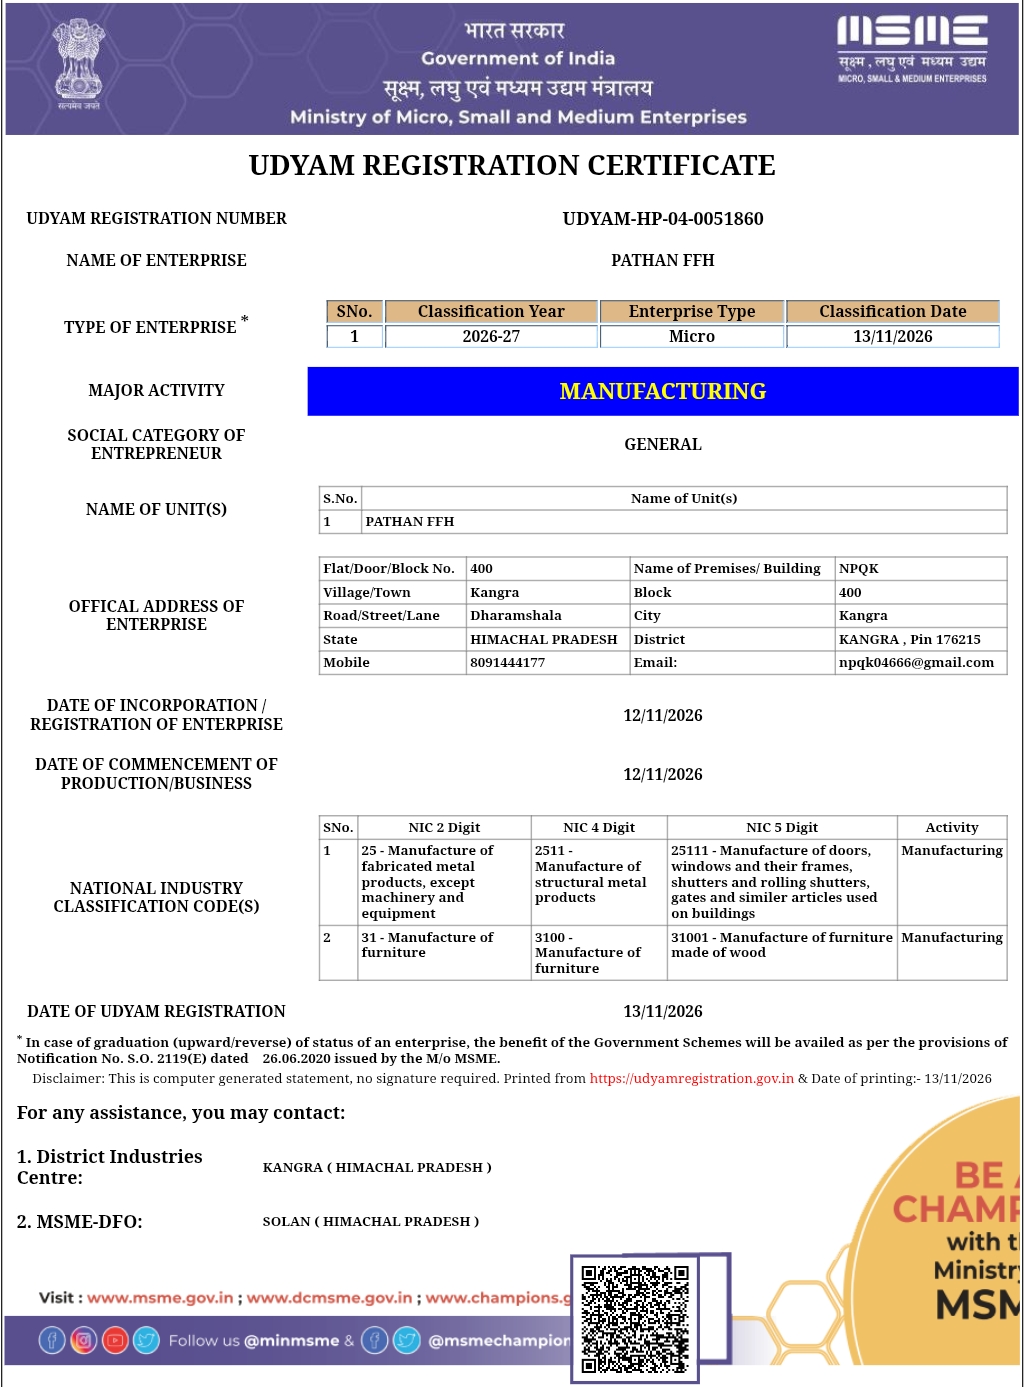 भारत सरकार
Government of India
सूक्ष्म, लघु एवं मध्यम उद्यम मंत्रालय
Ministry of Micro, Small and Medium Enterprises
सत्यमेव जयते
MSME
सूक्ष्म , लघु एवं मध्यम उद्यम
MICRO, SMALL & MEDIUM ENTERPRISES
UDYAM REGISTRATION CERTIFICATE
UDYAM REGISTRATION NUMBER UDYAM-HP-04-0051860
NAME OF ENTERPRISE PATHAN FFH
TYPE OF ENTERPRISE *
SNo. Classification Year Enterprise Type Classification Date
1 2026-27 Micro 13/11/2026
MAJOR ACTIVITY MANUFACTURING
SOCIAL CATEGORY OF
ENTREPRENEUR
GENERAL
NAME OF UNIT(S)
S.No. Name of Unit(s)
1 PATHAN FFH
OFFICAL ADDRESS OF
ENTERPRISE
Flat/Door/Block No. 400 Name of Premises/ Building NPQK
Village/Town Kangra Block 400
Road/Street/Lane Dharamshala City Kangra
State HIMACHAL PRADESH District KANGRA , Pin 176215
Mobile 8091444177 Email: npqk04666@gmail.com
DATE OF INCORPORATION /
REGISTRATION OF ENTERPRISE
12/11/2026
DATE OF COMMENCEMENT OF
PRODUCTION/BUSINESS
12/11/2026
NATIONAL INDUSTRY
CLASSIFICATION CODE(S)
SNo. NIC 2 Digit NIC 4 Digit NIC 5 Digit Activity
1 25 - Manufacture of 2511 - 25111 - Manufacture of doors, Manufacturing
fabricated metal Manufacture of windows and their frames,
products, except structural metal shutters and rolling shutters,
machinery and products gates and similer articles used
equipment on buildings
2 31 - Manufacture of 3100 - 31001 - Manufacture of furniture Manufacturing
furniture Manufacture of made of wood
furniture
DATE OF UDYAM REGISTRATION 13/11/2026
* In case of graduation (upward/reverse) of status of an enterprise, the benefit of the Government Schemes will be availed as per the provisions of
Notification No. S.O. 2119(E) dated 26.06.2020 issued by the M/o MSME.
Disclaimer: This is computer generated statement, no signature required. Printed from https://udyamregistration.gov.in & Date of printing:- 13/11/2026
For any assistance, you may contact:
1. District Industries
Centre:
KANGRA ( HIMACHAL PRADESH )
2. MSME-DFO: SOLAN ( HIMACHAL PRADESH )
BE A
CHAMP
with th
Ministry
MSM
Visit : www.msme.gov.in ; www.dcmsme.gov.in ; www.champions.g
Follow us @minmsme & @msmechampion